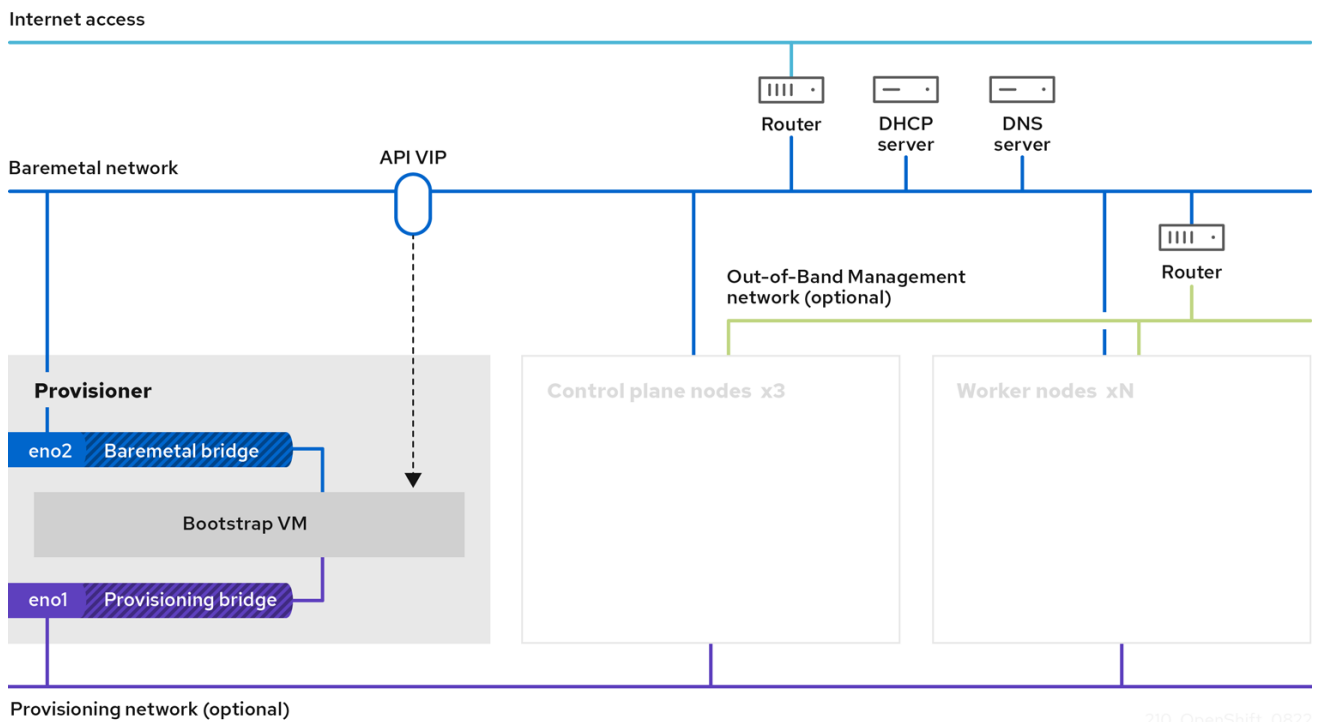 Internet access
Router
DHCP
server
DNS
server
API VIP
Baremetal network
Router
Out-of-Band Management
network (optional)
Provisioner
Control plane nodes x3
Worker nodes xN
eno2
Baremetal bridge
Bootstrap VM
eno1
Provisioning bridge
Provisioning network (optional)
210_OpenShift_0822